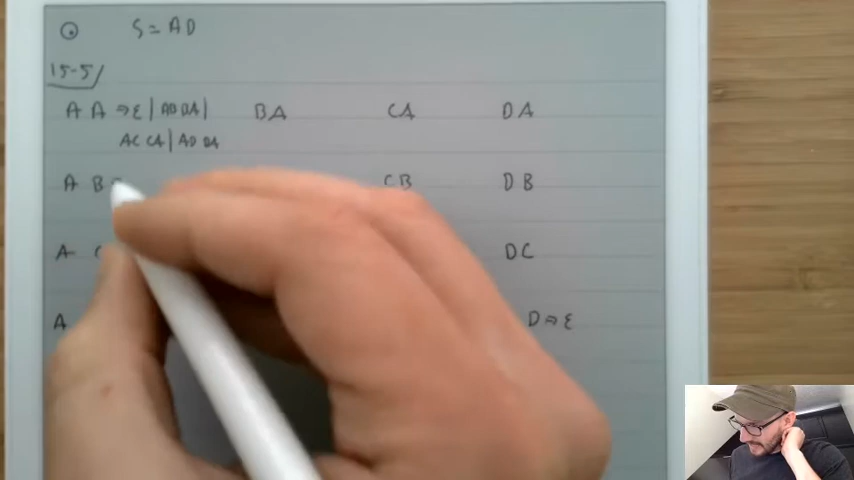 S = AD
15-5/
AA ⇒ ε | AB BA | BA CA DA
AC CA | AD DA
A B CB DB
A C DC
A D ⇒ ε